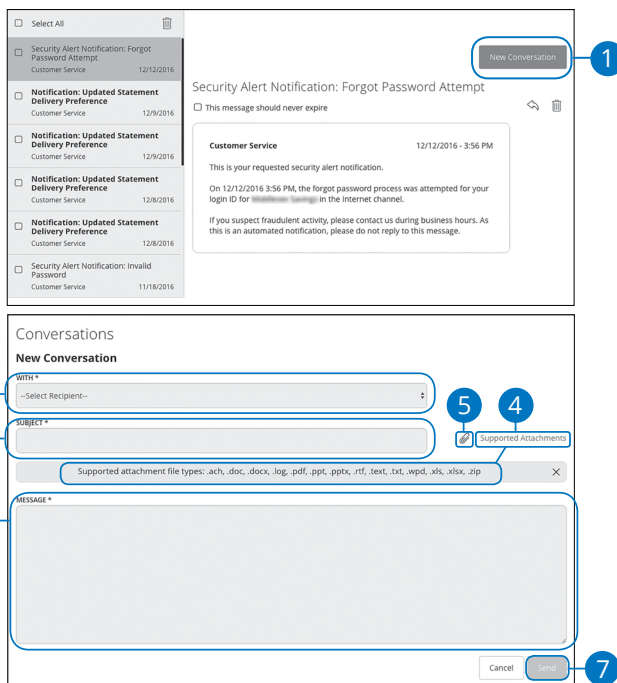 Select All
Security Alert Notification: Forgot
Password Attempt
Customer Service 12/12/2016
Notification: Updated Statement
Delivery Preference
Customer Service 12/9/2016
Notification: Updated Statement
Delivery Preference
Customer Service 12/9/2016
Notification: Updated Statement
Delivery Preference
Customer Service 12/8/2016
Notification: Updated Statement
Delivery Preference
Customer Service 12/8/2016
Security Alert Notification: Invalid
Password
Customer Service 11/18/2016
New Conversation
1
Security Alert Notification: Forgot Password Attempt
This message should never expire
Customer Service 12/12/2016 - 3:56 PM
This is your requested security alert notification.
On 12/12/2016 3:56 PM, the forgot password process was attempted for your
login ID for in the Internet channel.
If you suspect fraudulent activity, please contact us during business hours. As
this is an automated notification, please do not reply to this message.
Conversations
New Conversation
WITH *
--Select Recipient--
SUBJECT *
5 4
Supported Attachments
Supported attachment file types: .ach, .doc, .docx, .log, .pdf, .ppt, .pptx, .rtf, .text, .txt, .wpd, .xls, .xlsx, .zip
MESSAGE *
Cancel Send 7